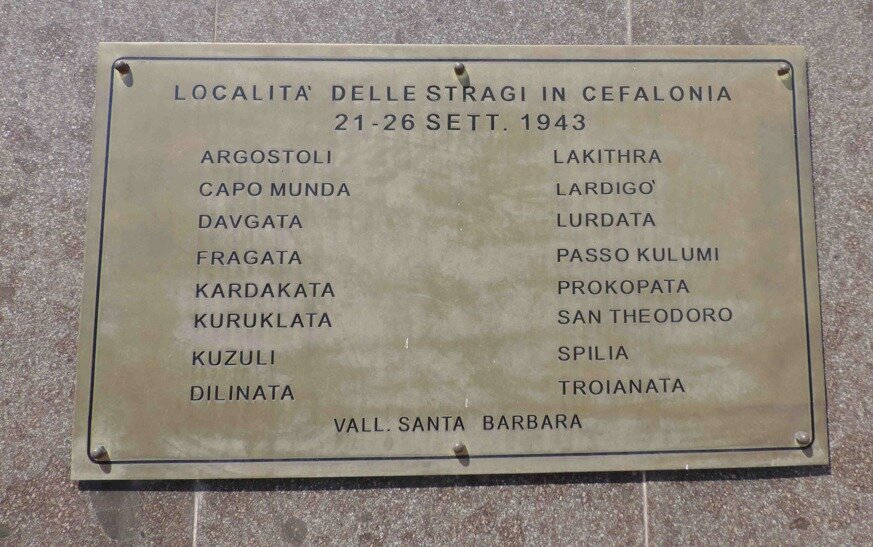 LOCALITA' DELLE STRAGI IN CEFALONIA
21-26 SETT. 1943
ARGOSTOLI
CAPO MUNDA
DAVGATA
FRAGATA
KARDAKATA
KURUKLATA
KUZULI
DILINATA
LAKITHRA
LARDIGO'
LURDATA
PASSO KULUMI
PROKOPATA
SAN THEODORO
SPILIA
TROIANATA
VALL. SANTA BARBARA